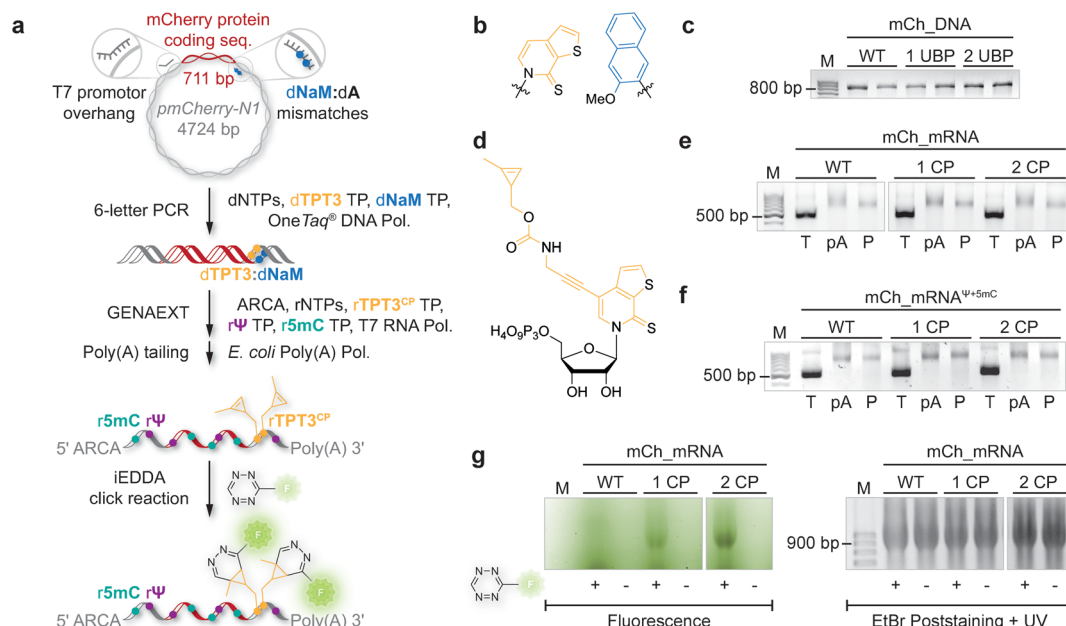 a
mCherry protein
coding seq.
711 bp
T7 promotor
overhang
pmCherry-N1
4724 bp
dNaM:dA
mismatches
6-letter PCR
dNTPs, dTPT3 TP, dNaM TP,
OneTaq® DNA Pol.
dTPT3:dNaM
GENAEXT
ARCA, rNTPs, rTPT3CP TP,
rΨ TP, r5mC TP, T7 RNA Pol.
Poly(A) tailing
E. coli Poly(A) Pol.
r5mC rΨ
rTPT3CP
5' ARCA
Poly(A) 3'
iEDDA
click reaction
N N
N N
F
N
N
F
N
N
F
r5mC rΨ
5' ARCA
Poly(A) 3'
b
S
N
S
MeO
c
mCh_DNA
M
WT
1 UBP
2 UBP
800 bp
d
O
O
NH
S
N
S
H4O9P3O
O
OH OH
e
mCh_mRNA
M
WT
1 CP
2 CP
500 bp
T pA P T pA P T pA P
f
mCh_mRNAΨ+5mC
M
WT
1 CP
2 CP
500 bp
T pA P T pA P T pA P
g
mCh_mRNA
M
WT
1 CP
2 CP
N N
N N
F
+ - + - + -
Fluorescence
mCh_mRNA
M
WT
1 CP
2 CP
900 bp
+ - + - + -
EtBr Poststaining + UV